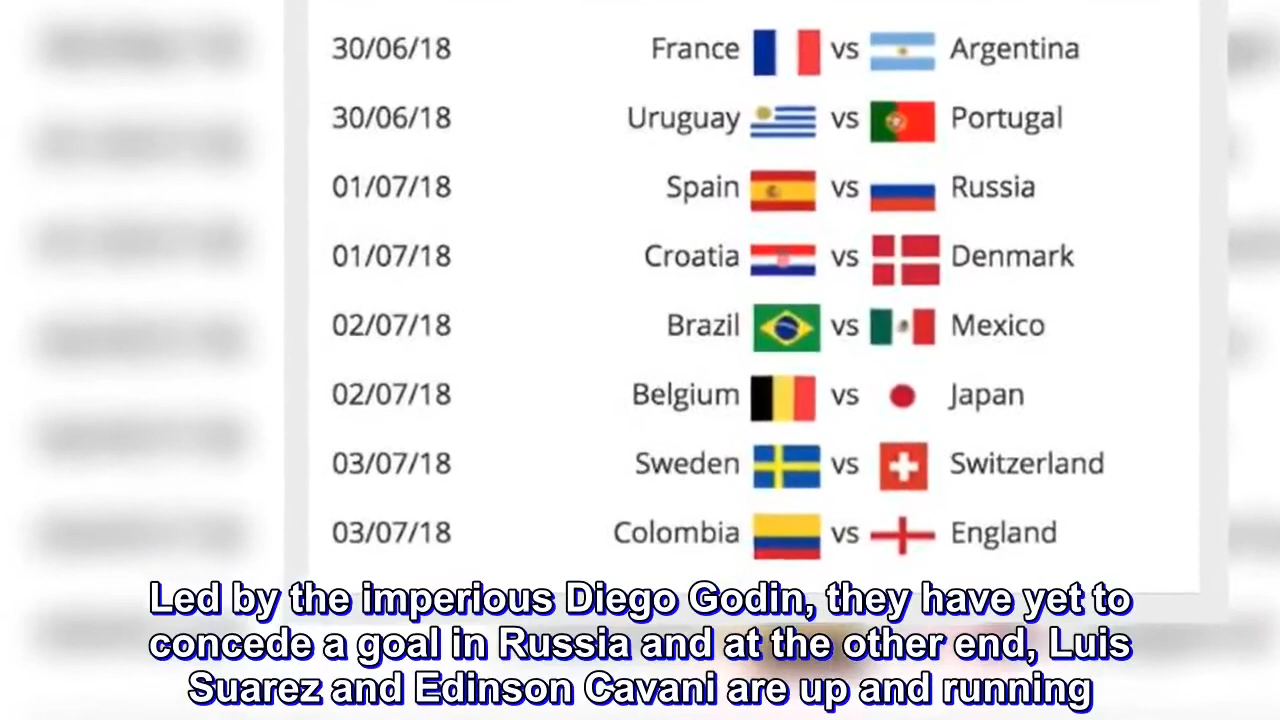 30/06/18 France vs Argentina
30/06/18 Uruguay vs Portugal
01/07/18 Spain vs Russia
01/07/18 Croatia vs Denmark
02/07/18 Brazil vs Mexico
02/07/18 Belgium vs Japan
03/07/18 Sweden vs Switzerland
03/07/18 Colombia vs England
Led by the imperious Diego Godin, they have yet to
concede a goal in Russia and at the other end, Luis
Suarez and Edinson Cavani are up and running